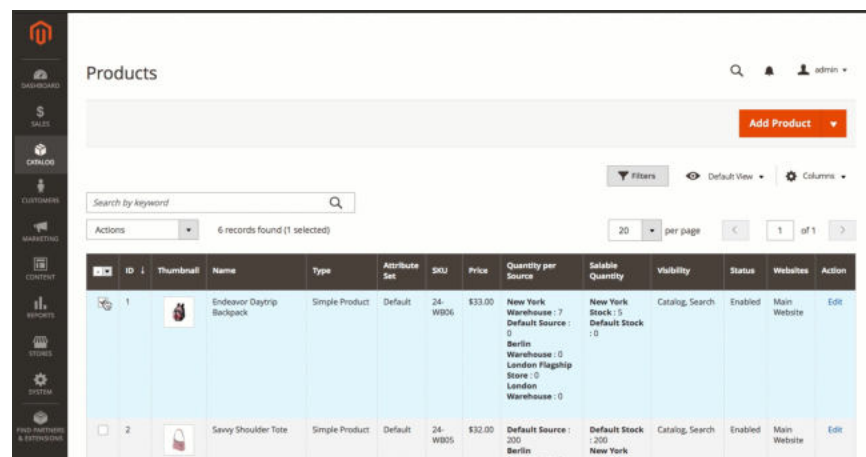 Products
admin
DASHBOARD
$
SALES
CATALOG
CUSTOMERS
MARKETING
CONTENT
REPORTS
STORES
SYSTEM
FIND PARTNERS
& EXTENSIONS
Add Product
Filters
Default View
Columns
Search by keyword
Actions
6 records found (1 selected)
20
per page
1
of 1
ID ↓ Thumbnail Name Type Attribute Set SKU Price Quantity per Source Salable Quantity Visibility Status Websites Action
1
Endeavor Daytrip
Backpack
Simple Product
Default
24-
WB06
$33.00
New York
Warehouse : 7
Default Source :
0
Berlin
Warehouse : 0
London Flagship
Store : 0
London
Warehouse : 0
New York
Stock : 5
Default Stock
: 0
Catalog, Search
Enabled
Main
Website
Edit
2
Savvy Shoulder Tote
Simple Product
Default
24-
WB05
$32.00
Default Source :
200
Berlin
Default Stock
: 200
New York
Catalog, Search
Enabled
Main
Website
Edit